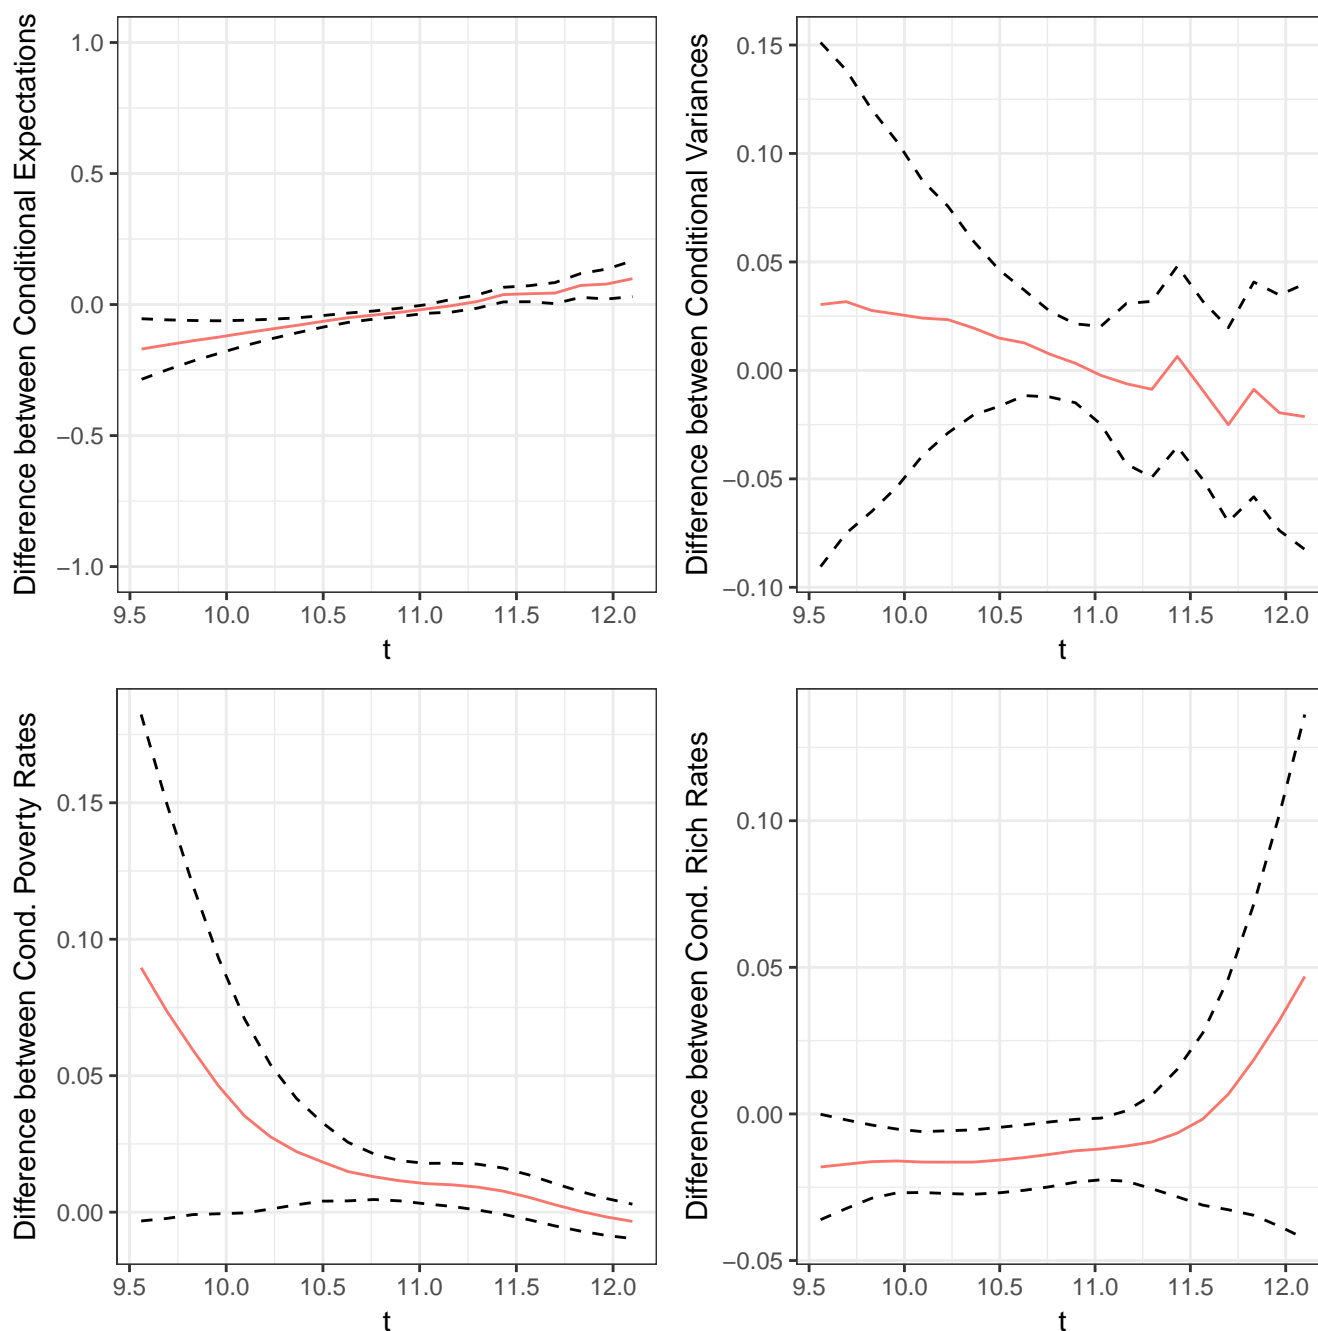 Difference between Conditional Expectations
1.0
0.5
0.0
−0.5
−1.0
9.5 10.0 10.5 11.0 11.5 12.0
t
Difference between Conditional Variances
0.15
0.10
0.05
0.00
−0.05
−0.10
9.5 10.0 10.5 11.0 11.5 12.0
t
Difference between Cond. Poverty Rates
0.15
0.10
0.05
0.00
9.5 10.0 10.5 11.0 11.5 12.0
t
Difference between Cond. Rich Rates
0.10
0.05
0.00
−0.05
9.5 10.0 10.5 11.0 11.5 12.0
t